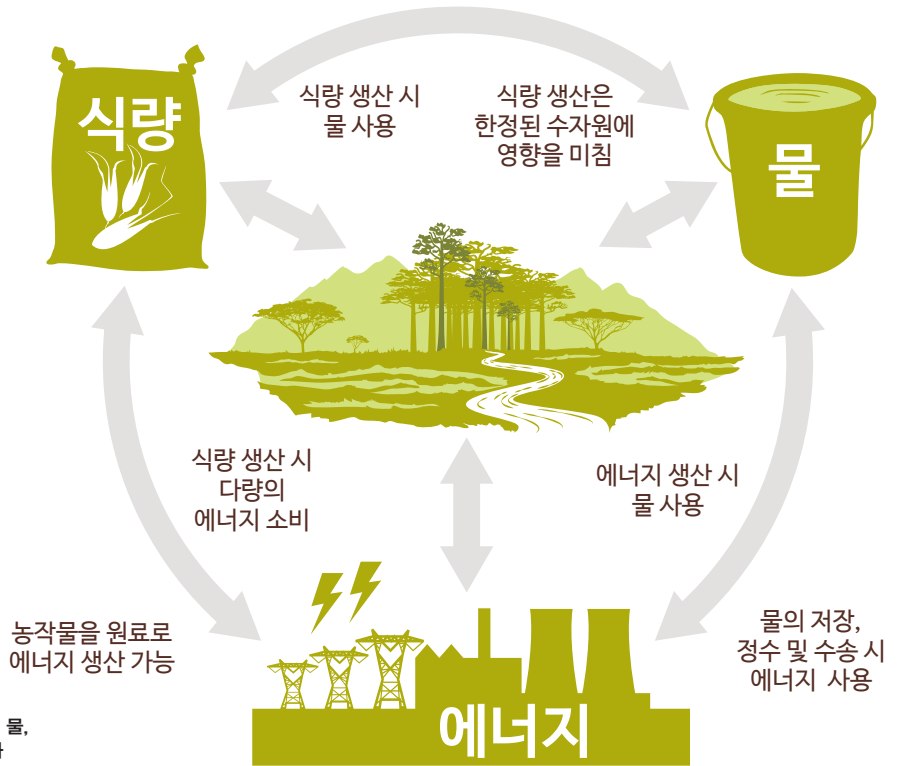 식량
식량 생산 시
물 사용
식량 생산은
한정된 수자원에
영향을 미침
물
식량 생산 시
다량의
에너지 소비
에너지 생산 시
물 사용
농작물을 원료로
에너지 생산 가능
물의 저장,
정수 및 수송 시
에너지 사용
에너지
물,